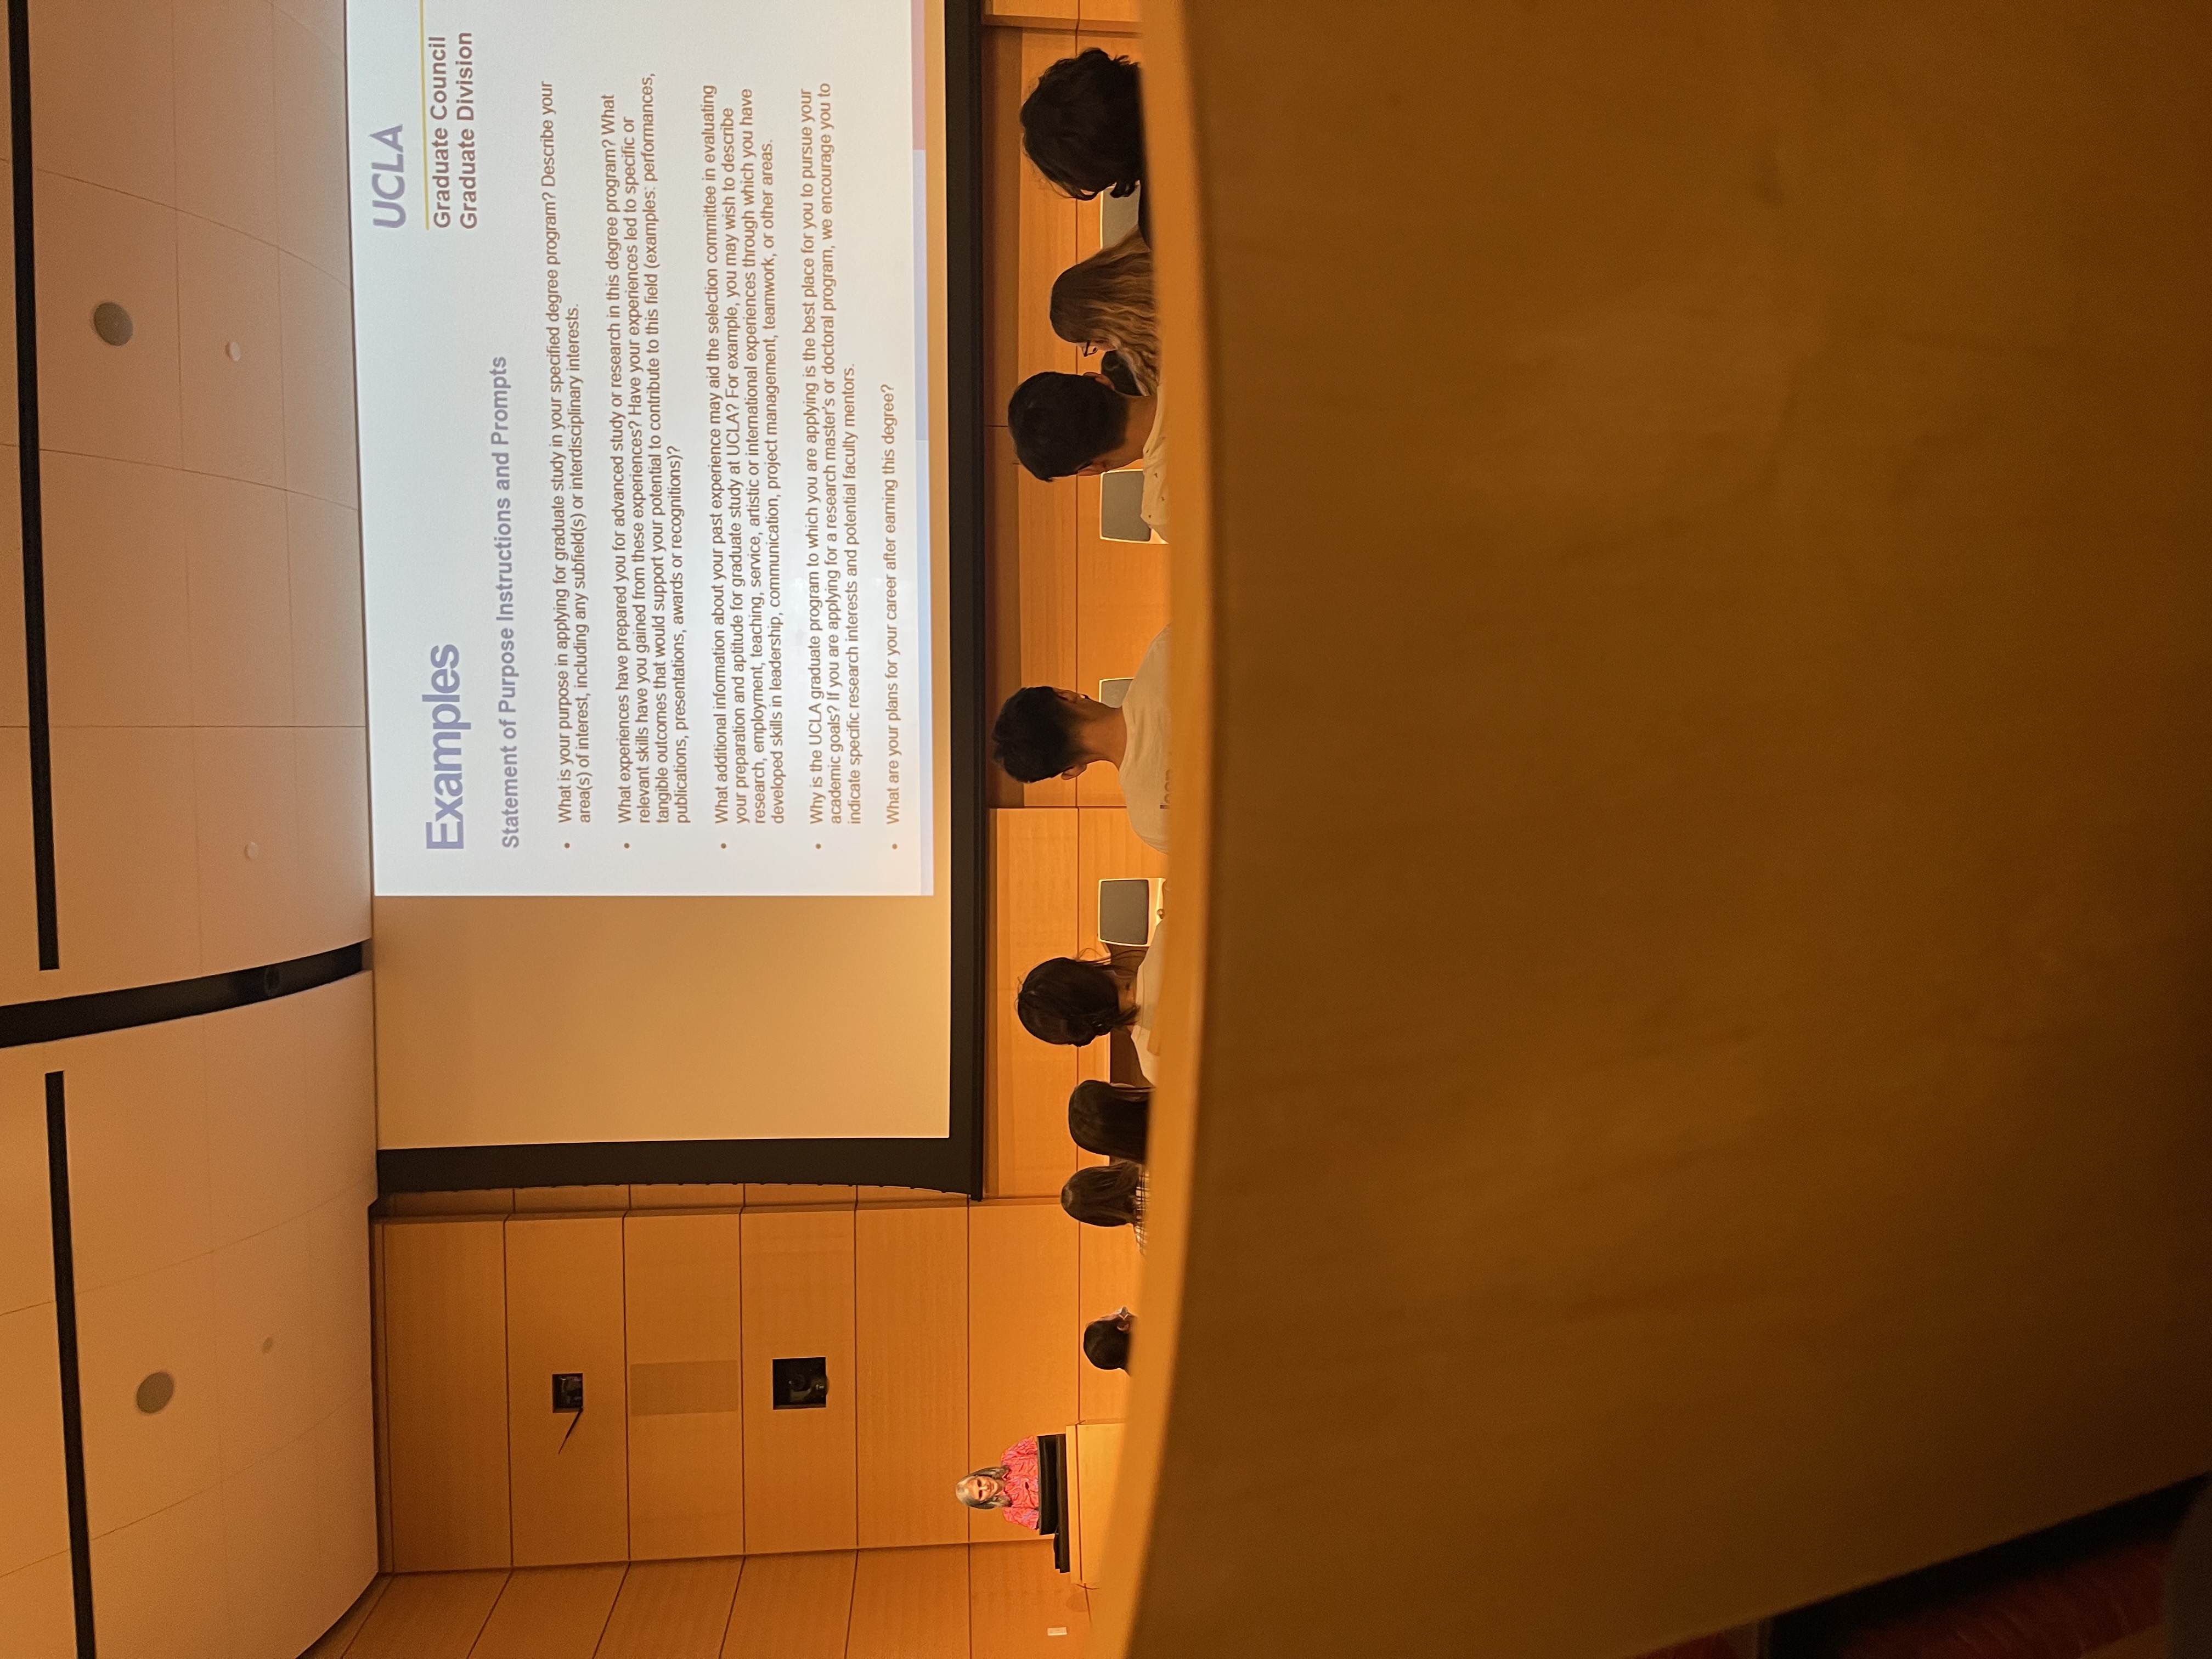 UCLA
Examples
Graduate Council
Graduate Division
Statement of Purpose Instructions and Prompts
• What is your purpose in applying for graduate study in your specified degree program? Describe your
area(s) of interest, including any subfield(s) or interdisciplinary interests.
• What experiences have prepared you for advanced study or research in this degree program? What
relevant skills have you gained from these experiences? Have your experiences led to specific or
tangible outcomes that would support your potential to contribute to this field (examples: performances,
publications, presentations, awards or recognitions)?
• What additional information about your past experience may aid the selection committee in evaluating
your preparation and aptitude for graduate study at UCLA? For example, you may wish to describe
research, employment, teaching, service, artistic or international experiences through which you have
developed skills in leadership, communication, project management, teamwork, or other areas.
• Why is the UCLA graduate program to which you are applying is the best place for you to pursue your
academic goals? If you are applying for a research master's or doctoral program, we encourage you to
indicate specific research interests and potential faculty mentors.
• What are your plans for your career after earning this degree?